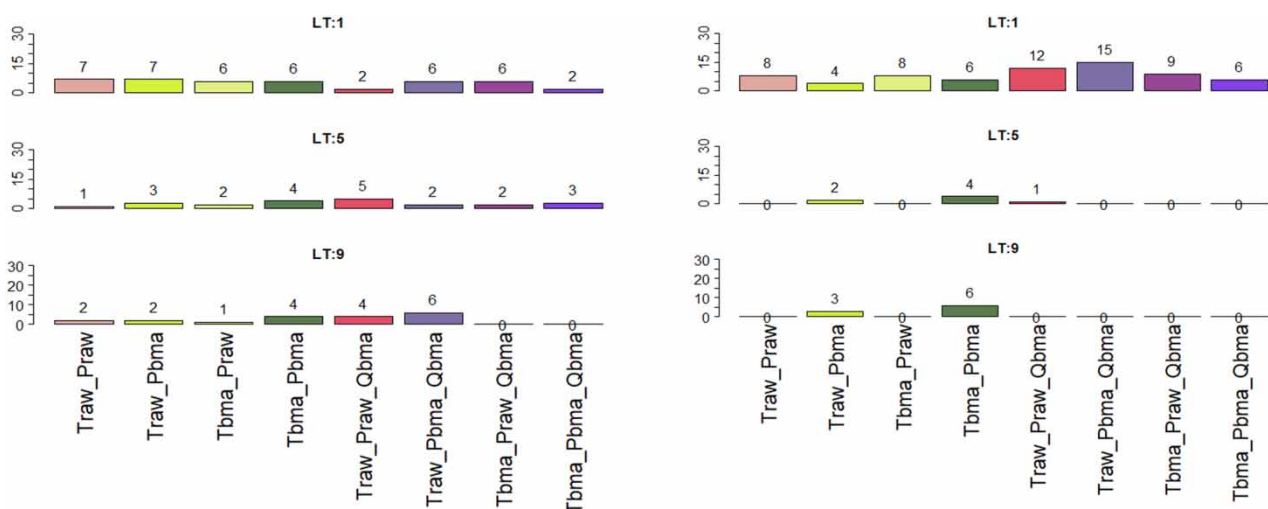 LT:1
30
15
0
7 7 6 6 2 6 6 2
LT:5
30
15
0
1 3 2 4 5 2 2 3
LT:9
30
20
10
0
2 2 1 4 4 6 0 0
Traw_Praw
Traw_Pbma
Tbma_Praw
Tbma_Pbma
Traw_Praw_Qbma
Traw_Pbma_Qbma
Tbma_Praw_Qbma
Tbma_Pbma_Qbma
LT:1
30
15
0
8 4 8 6 12 15 9 6
LT:5
30
15
0
0 2 0 4 1 0 0 0
LT:9
30
20
10
0
0 3 0 6 0 0 0 0
Traw_Praw
Traw_Pbma
Tbma_Praw
Tbma_Pbma
Traw_Praw_Qbma
Traw_Pbma_Qbma
Tbma_Praw_Qbma
Tbma_Pbma_Qbma